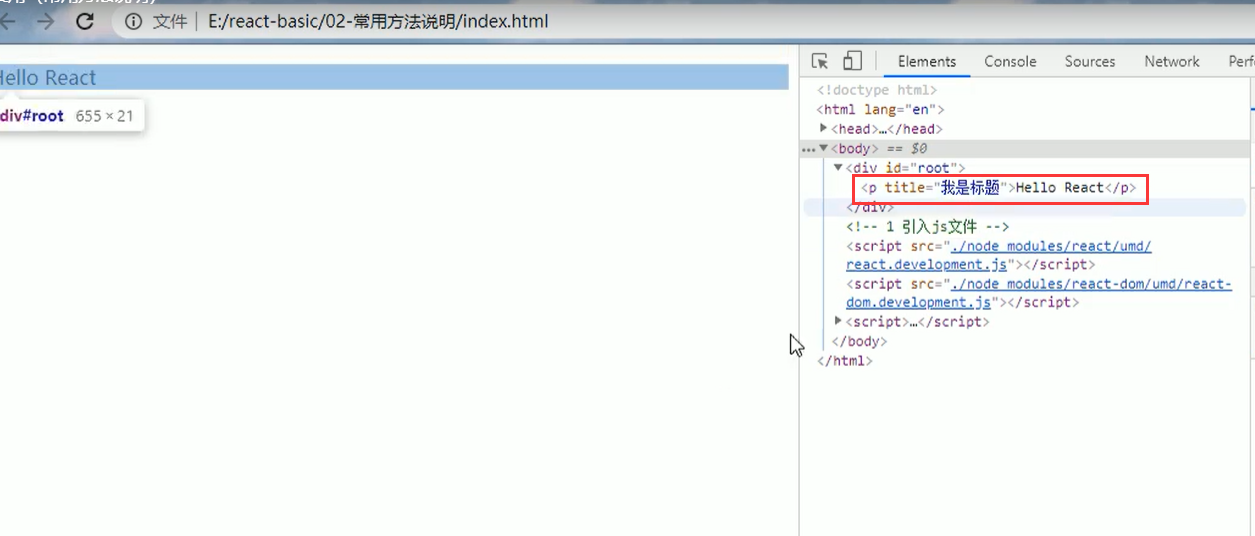 文件 | E:/react-basic/02-常用方法说明/index.html
Hello React
div#root 655 × 21
Elements Console Sources Network
<!doctype html>
<html lang="en">
<head>…</head>
<body> == $0
<div id="root">
<p title="我是标题">Hello React</p>
</div>
<!-- 1 引入js文件 -->
<script src="./node_modules/react/umd/
react.development.js"></script>
<script src="./node_modules/react-dom/umd/react-
dom.development.js"></script>
<script>…</script>
</body>
</html>